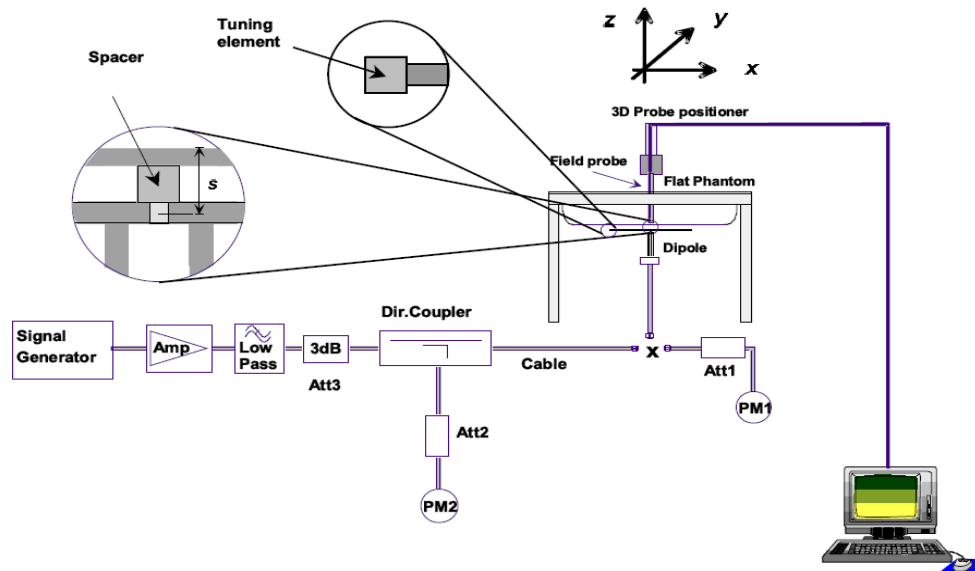 Tuning
element
Spacer
s
z
y
x
3D Probe positioner
Field probe
Flat Phantom
Dipole
Dir.Coupler
Signal
Generator
Amp
Low
Pass
3dB
Att3
Cable
x
Att1
PM1
Att2
PM2